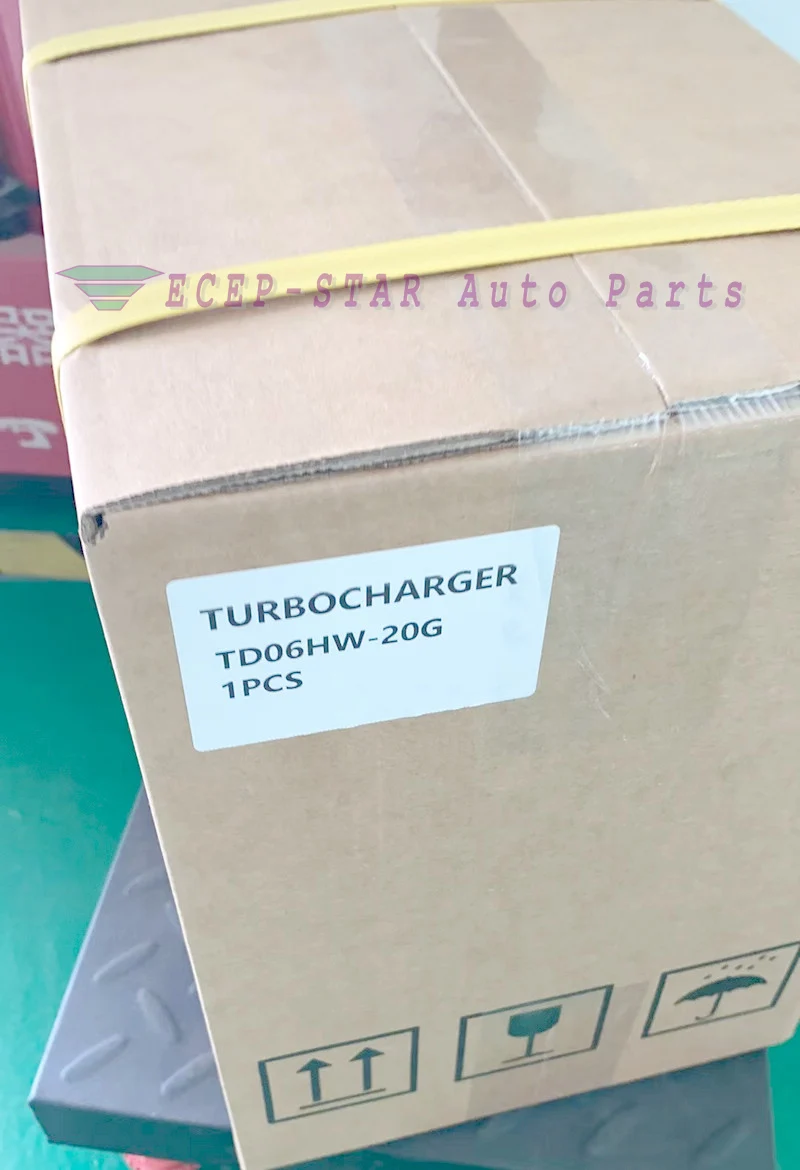 ECEP-STAR Auto Parts
TURBOCHARGER
TD06HW-20G
1PCS